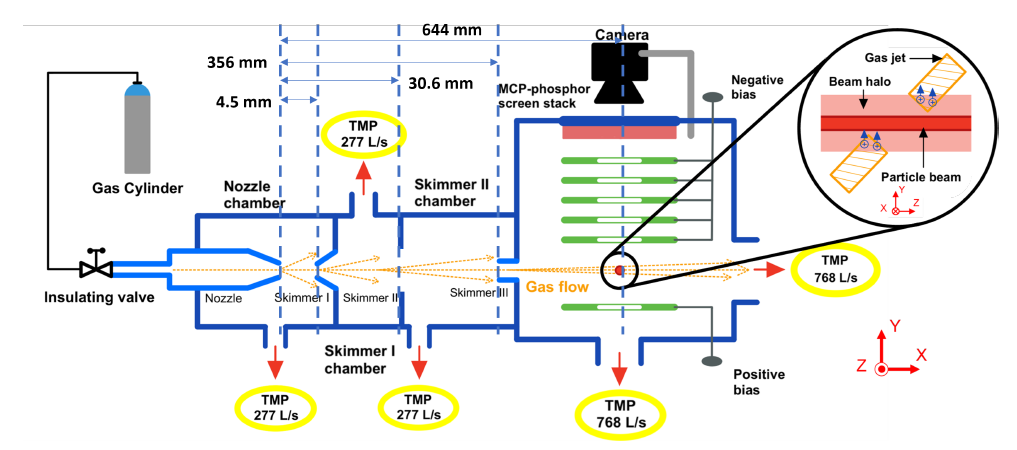 644 mm
Camera
Gas jet
356 mm
Beam halo
30.6 mm
MCP-phosphor
screen stack
Negative
bias
4.5 mm
TMP
277 L/s
Particle beam
Y
X
Z
Gas Cylinder
Nozzle
chamber
Skimmer II
chamber
Insulating valve
Nozzle
Skimmer I
Skimmer II
Skimmer III
Gas flow
TMP
768 L/s
Skimmer I
chamber
Y
Z
X
Positive
bias
TMP
277 L/s
TMP
277 L/s
TMP
768 L/s